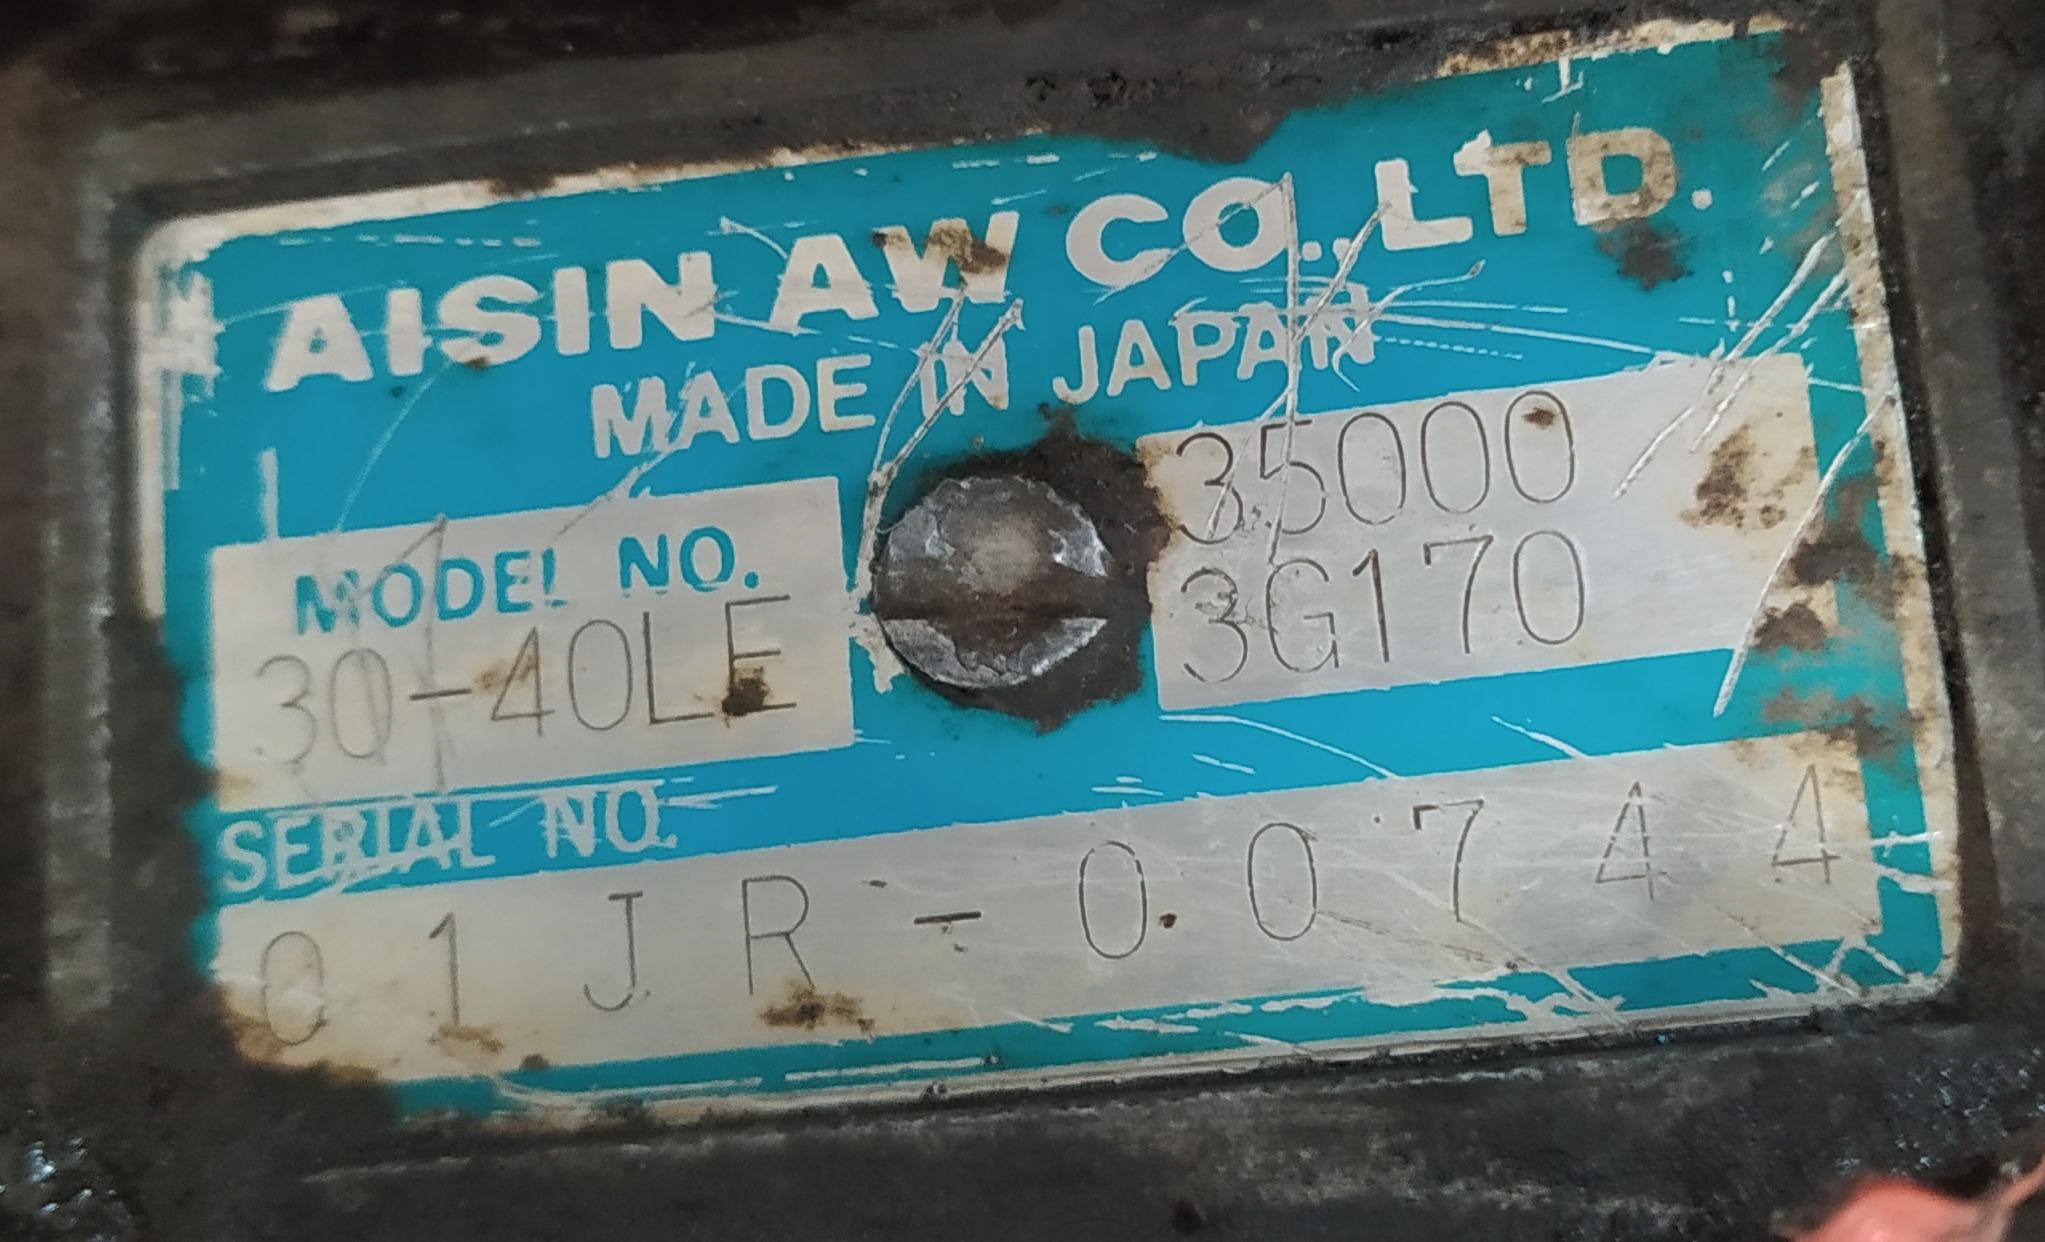 AISIN AW CO., LTD.
MADE IN JAPAN
MODEL NO.
30-40LE
35000
3G170
SERIAL NO.
01JR-00744